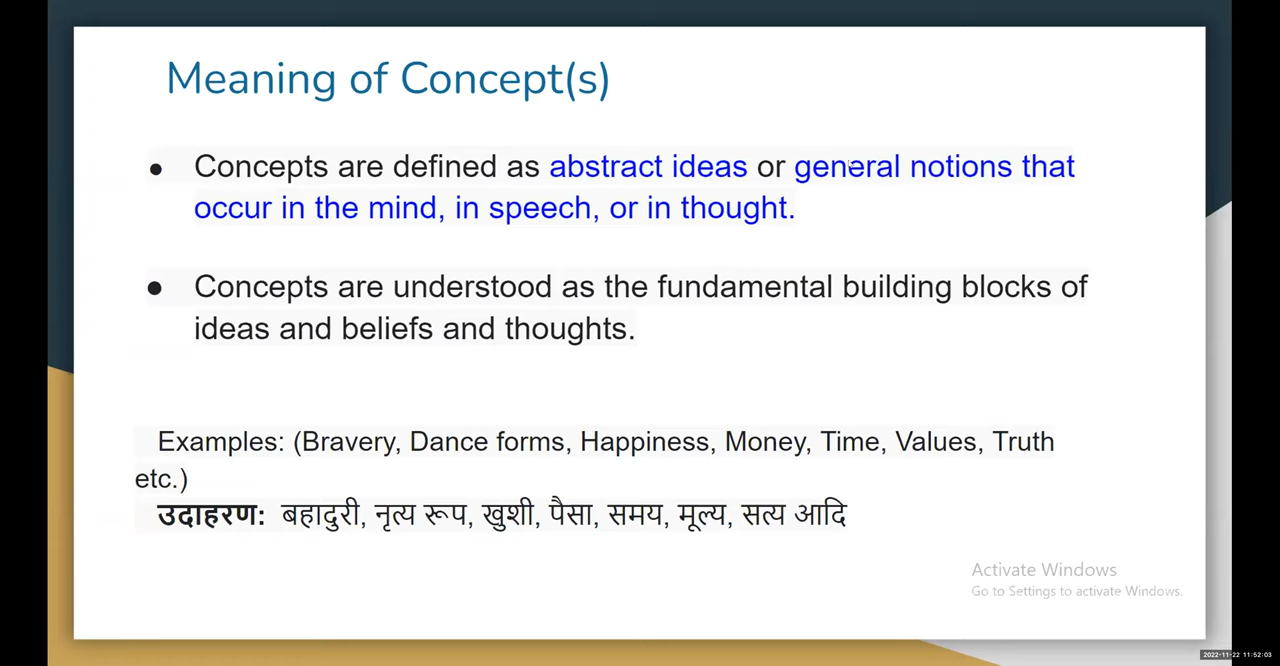 Meaning of Concept(s)
● Concepts are defined as abstract ideas or general notions that
occur in the mind, in speech, or in thought.
● Concepts are understood as the fundamental building blocks of
ideas and beliefs and thoughts.
Examples: (Bravery, Dance forms, Happiness, Money, Time, Values, Truth
etc.)
उदाहरण: बहादुरी, नृत्य रूप, खुशी, पैसा, समय, मूल्य, सत्य आदि
Activate Windows
Go to Settings to activate Windows.
2022-11-22 11:52:03